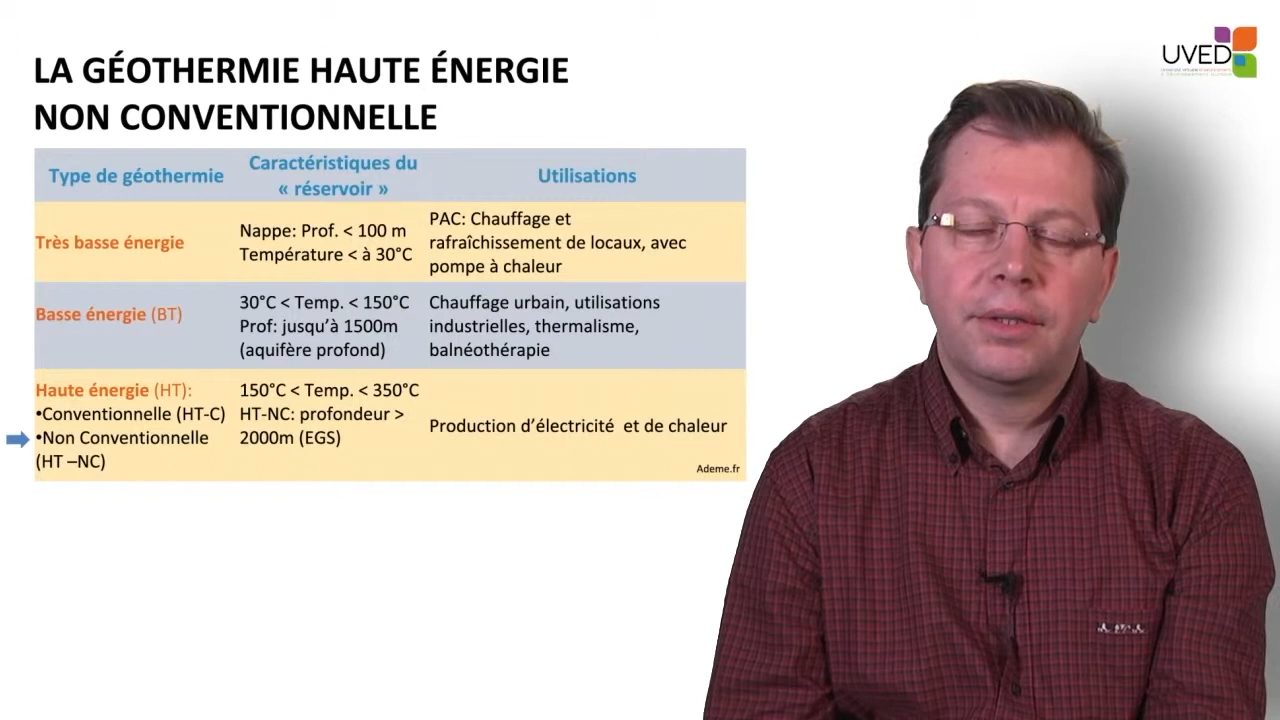 LA GÉOTHERMIE HAUTE ÉNERGIE
NON CONVENTIONNELLE
UVED
Type de géothermie
Caractéristiques du
« réservoir »
Utilisations
Très basse énergie
Nappe: Prof. < 100 m
Température < à 30°C
PAC: Chauffage et
rafraîchissement de locaux, avec
pompe à chaleur
Basse énergie (BT)
30°C < Temp. < 150°C
Prof: jusqu’à 1500m
(aquifère profond)
Chauffage urbain, utilisations
industrielles, thermalisme,
balnéothérapie
Haute énergie (HT):
•Conventionnelle (HT-C)
•Non Conventionnelle
(HT –NC)
150°C < Temp. < 350°C
HT-NC: profondeur >
2000m (EGS)
Production d’électricité et de chaleur
Ademe.fr